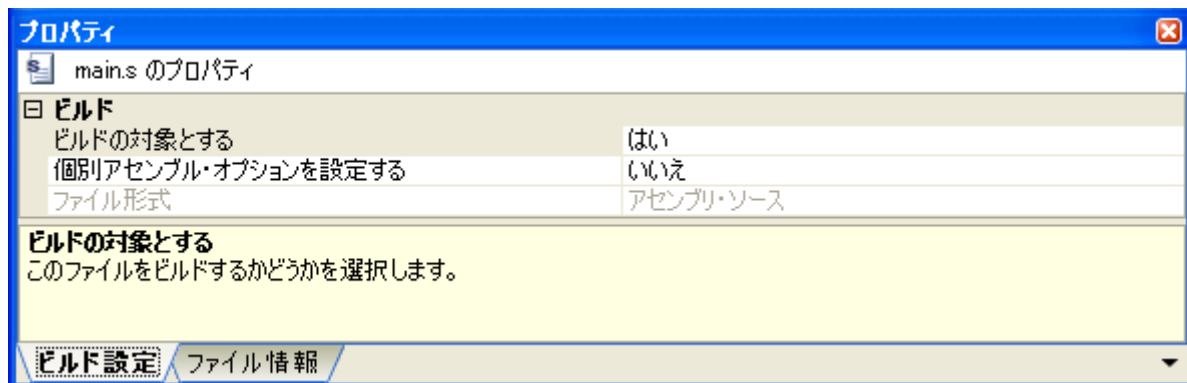 プロパティ
main.s のプロパティ
ビルド
ビルドの対象とする はい
個別アセンブル・オプションを設定する いいえ
ファイル形式 アセンブリ・ソース
ビルドの対象とする
このファイルをビルドするかどうかを選択します。
ビルド設定 ファイル情報